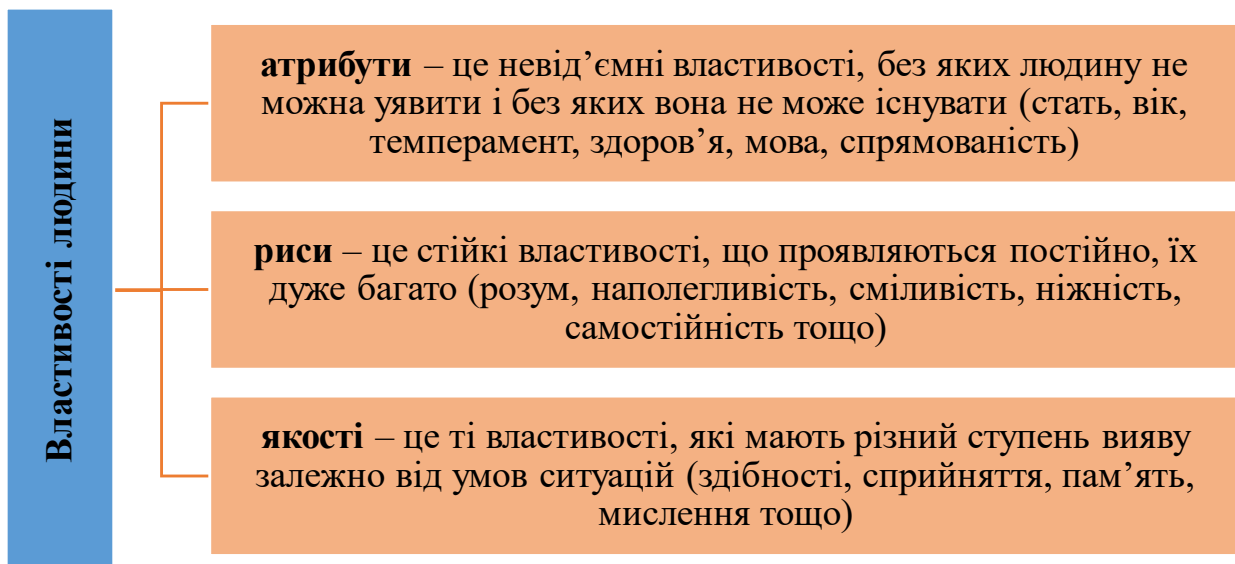 Властивості людини
атрибути – це невід’ємні властивості, без яких людину не
можна уявити і без яких вона не може існувати (стать, вік,
темперамент, здоров’я, мова, спрямованість)
риси – це стійкі властивості, що проявляються постійно, їх
дуже багато (розум, наполегливість, сміливість, ніжність,
самостійність тощо)
якості – це ті властивості, які мають різний ступень вияву
залежно від умов ситуацій (здібності, сприйняття, пам’ять,
мислення тощо)